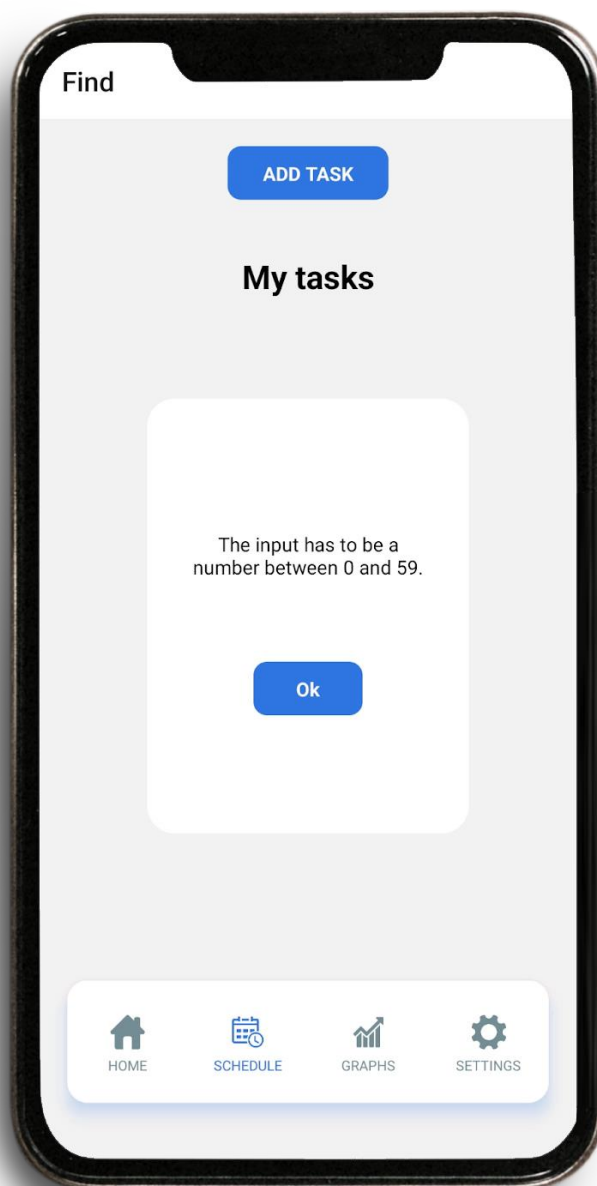 Find
ADD TASK
My tasks
The input has to be a
number between 0 and 59.
Ok
HOME
SCHEDULE
GRAPHS
SETTINGS